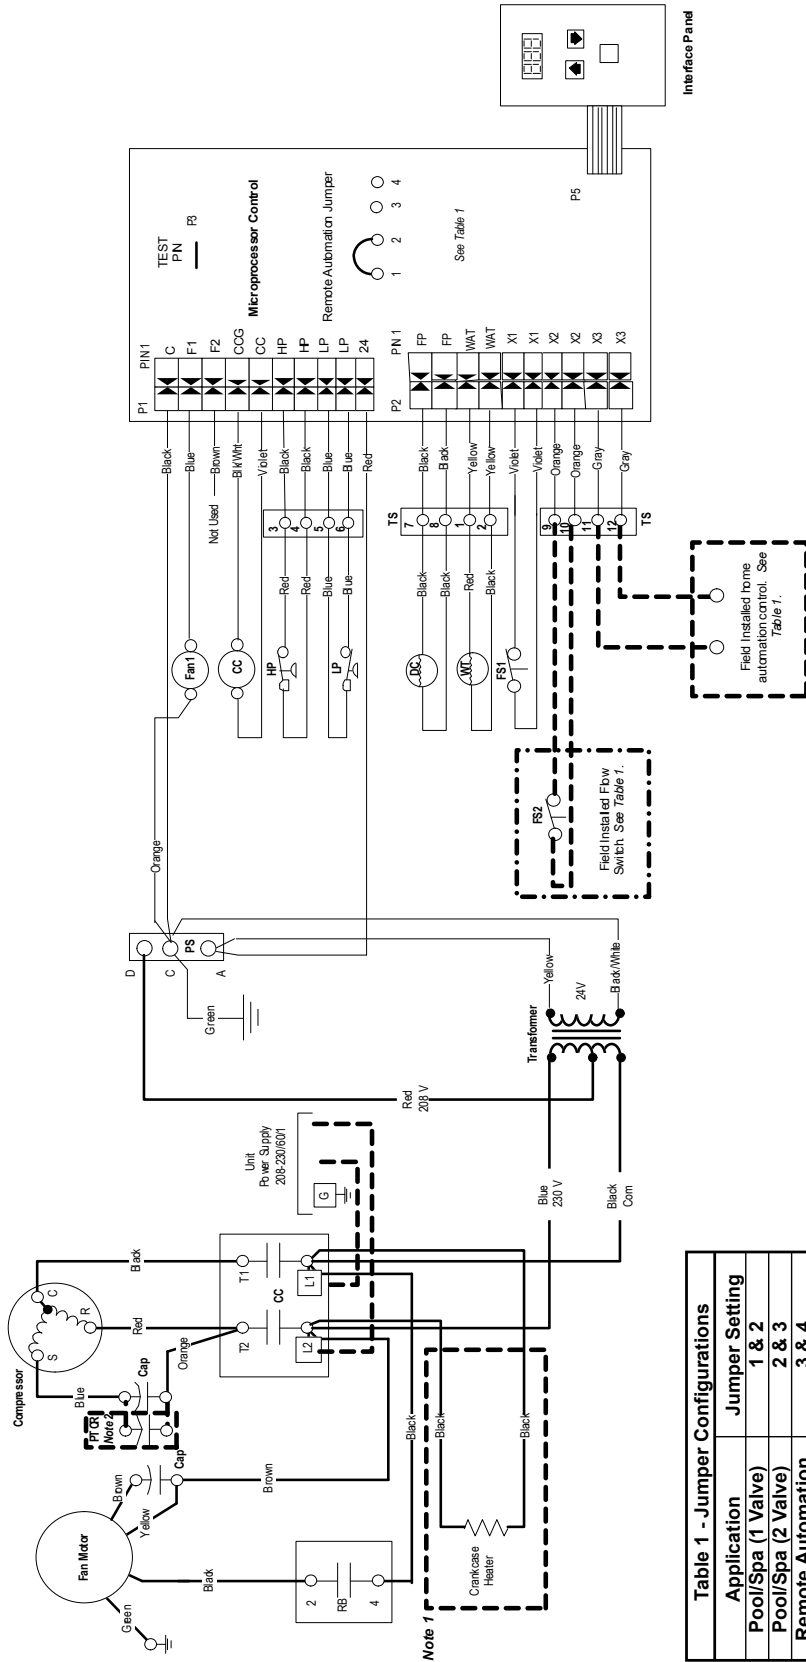 Interface Panel
TEST
PIN
P3
Microprocessor Control
Remote Automation Jumper
1
2
3
4
See Table 1
P5
PIN 1
P1
C
F1
F2
CCG
CC
HP
HP
LP
LP
24
PIN 1
P2
FP
FP
WAT
WAT
X1
X1
X2
X2
X3
X3
Black
Blue
Brown
Blk/Wht
Violet
Black
Black
Blue
Blue
Red
Black
Black
Yellow
Yellow
Violet
Violet
Orange
Orange
Gray
Gray
Not Used
3
4
5
6
TS
7
8
1
2
9
10
11
12
TS
Red
Red
Blue
Blue
Black
Black
Red
Black
Fan1
CC
HP
LP
DC
WT
FS1
Field Installed home
automation control. See
Table 1.
FS2
Field Installed Flow
Switch. See Table 1.
Orange
D
C
PS
A
Green
Yellow
24V
Black/White
Transformer
Red
208 V
Blue
230 V
Black
Com
Unit
Power Supply
208-230/60/1
G
Compressor
C
S
R
Black
Red
Orange
Blue
Cap
PTCR
Note 2
T1
T2
CC
L1
L2
Cap
Brown
Yellow
Brown
Fan Motor
Green
Black
2
RB
4
Black
Black
Black
Crankcase
Heater
Note 1
Table 1 - Jumper Configurations
Application Jumper Setting
Pool/Spa (1 Valve) 1 & 2
Pool/Spa (2 Valve) 2 & 3
Remote Automation 3 & 4